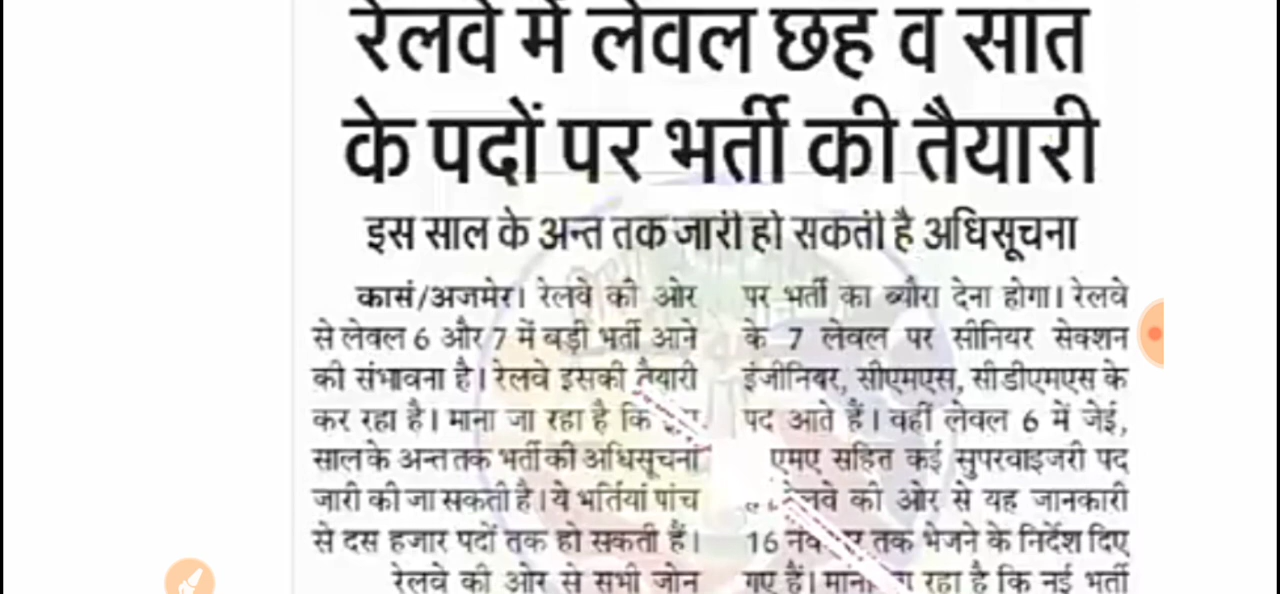 रेलवे में लेवल छह व सात
के पदों पर भर्ती की तैयारी
इस साल के अन्त तक जारी हो सकती है अधिसूचना
कासं/अजमेर। रेलवे की ओर
से लेवल 6 और 7 में बड़ी भर्ती आने
की संभावना है। रेलवे इसकी तैयारी
कर रहा है। माना जा रहा है कि
साल के अन्त तक भर्ती की अधिसूचना
जारी की जा सकती है। ये भर्तियां पांच
से दस हजार पदों तक हो सकती हैं।
रेलवे की ओर से सभी जोन
पर भर्ती का ब्यौरा देना होगा। रेलवे
के 7 लेवल पर सीनियर सेक्शन
इंजीनियर, सीएमएस, सीडीएमएस के
पद आते हैं। वहीं लेवल 6 में जेई,
एमए सहित कई सुपरवाइजरी पद
की ओर से यह जानकारी
16 तक भेजने के निर्देश दिए
गए हैं। रहा है कि नई भर्ती